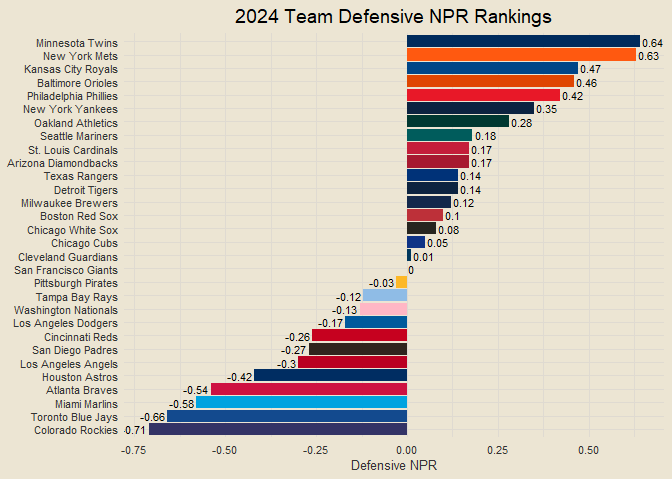 2024 Team Defensive NPR Rankings
Minnesota Twins 0.64
New York Mets 0.63
Kansas City Royals 0.47
Baltimore Orioles 0.46
Philadelphia Phillies 0.42
New York Yankees 0.35
Oakland Athletics 0.28
Seattle Mariners 0.18
St. Louis Cardinals 0.17
Arizona Diamondbacks 0.17
Texas Rangers 0.14
Detroit Tigers 0.14
Milwaukee Brewers 0.12
Boston Red Sox 0.1
Chicago White Sox 0.08
Chicago Cubs 0.05
Cleveland Guardians 0.01
San Francisco Giants 0
Pittsburgh Pirates -0.03
Tampa Bay Rays -0.12
Washington Nationals -0.13
Los Angeles Dodgers -0.17
Cincinnati Reds -0.26
San Diego Padres -0.27
Los Angeles Angels -0.3
Houston Astros -0.42
Atlanta Braves -0.54
Miami Marlins -0.58
Toronto Blue Jays -0.66
Colorado Rockies -0.71
-0.75 -0.50 -0.25 0.00 0.25 0.50
Defensive NPR